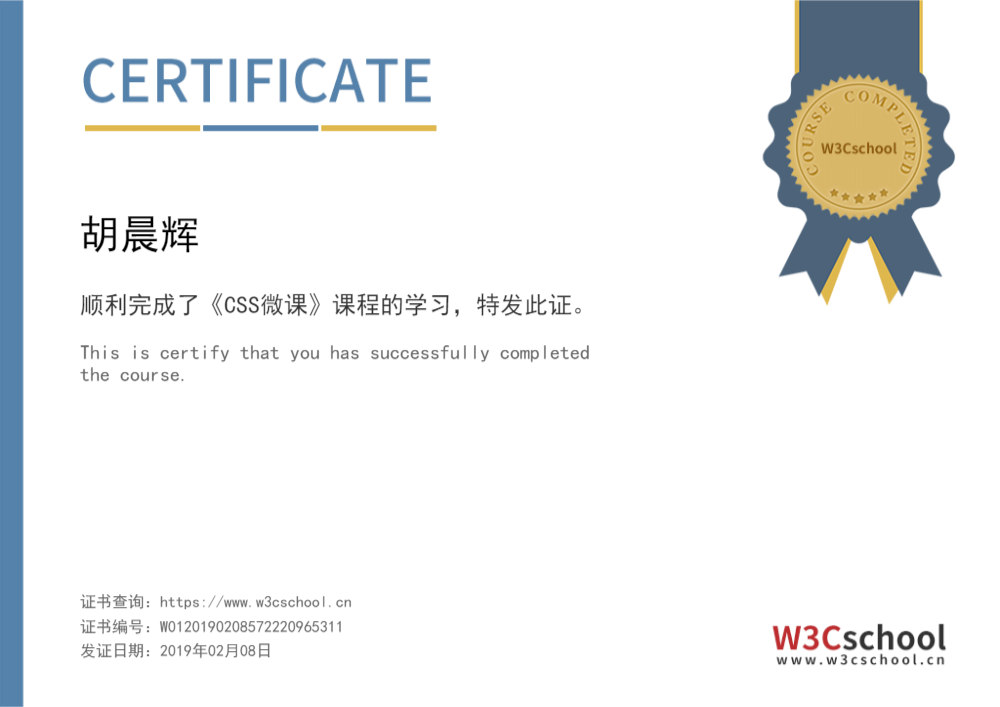 CERTIFICATE
COURSE COMPLETED
W3Cschool
胡晨辉
顺利完成了《CSS微课》课程的学习，特发此证。
This is certify that you has successfully completed
the course.
证书查询：https://www.w3cschool.cn
证书编号：W0120190208572220965311
发证日期：2019年02月08日
W3Cschool
www.w3cschool.cn